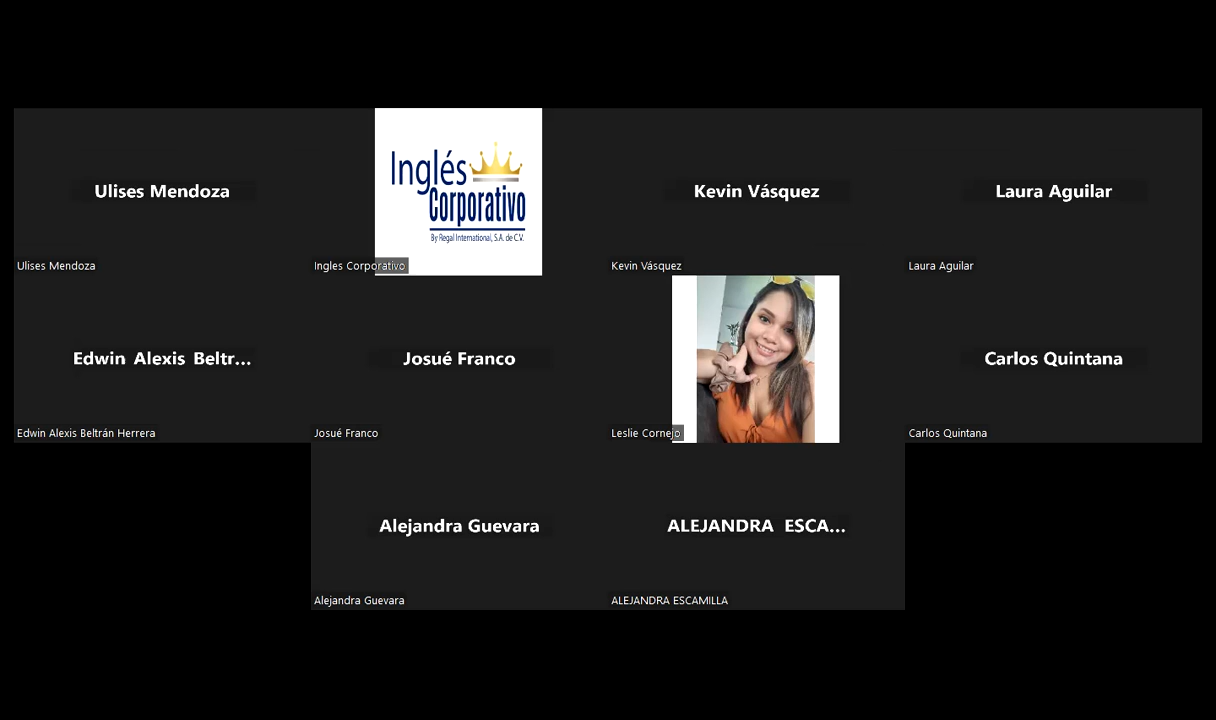 Ulises Mendoza
Inglés
Corporativo
By Regal International, S.A. de C.V.
Kevin Vásquez
Laura Aguilar
Ulises Mendoza
Ingles Corporativo
Kevin Vásquez
Laura Aguilar
Edwin Alexis Beltr...
Josué Franco
Carlos Quintana
Edwin Alexis Beltrán Herrera
Josué Franco
Leslie Cornejo
Carlos Quintana
Alejandra Guevara
ALEJANDRA ESCA...
Alejandra Guevara
ALEJANDRA ESCAMILLA